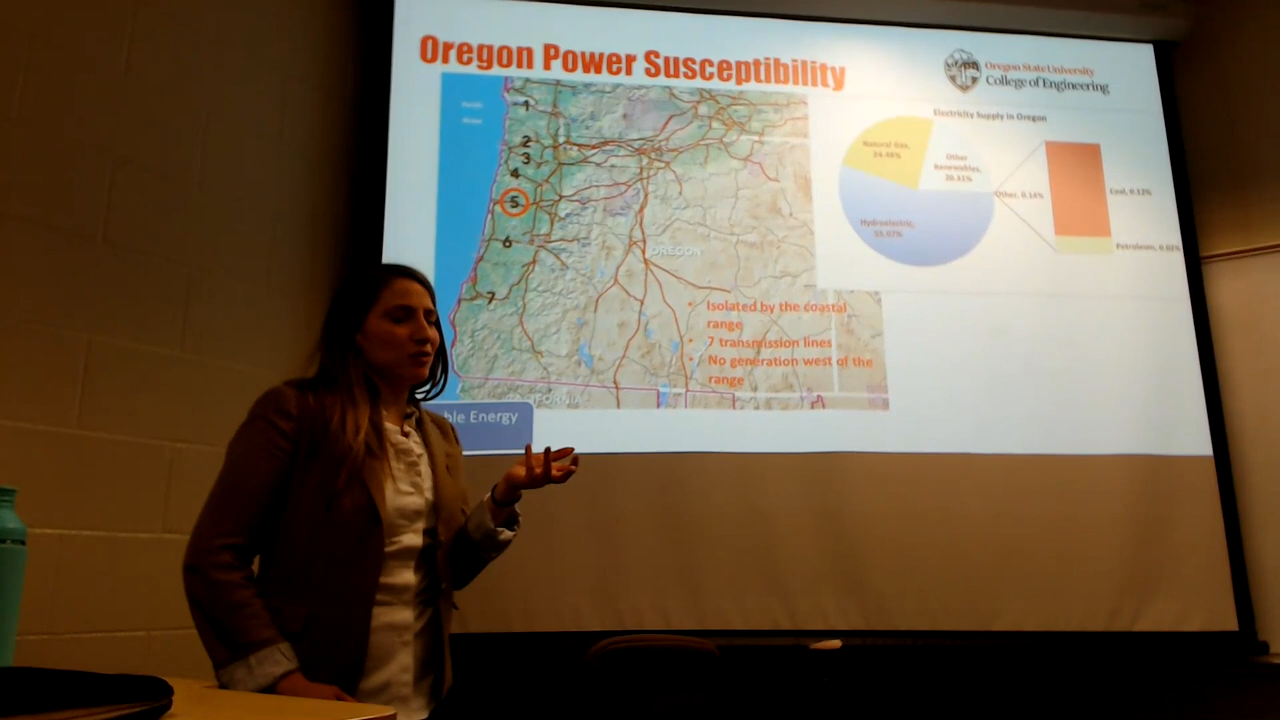 Oregon Power Susceptibility
Oregon State University
College of Engineering
Electricity Supply in Oregon
Natural Gas,
24.46%
Other
Renewables,
20.31%
Other, 0.14%
Coal, 0.12%
Petroleum, 0.02%
Hydroelectric,
55.07%
1
2
3
4
5
6
7
OREGON
• Isolated by the coastal
range
• 7 transmission lines
• No generation west of the
range
CALIFORNIA
ble Energy